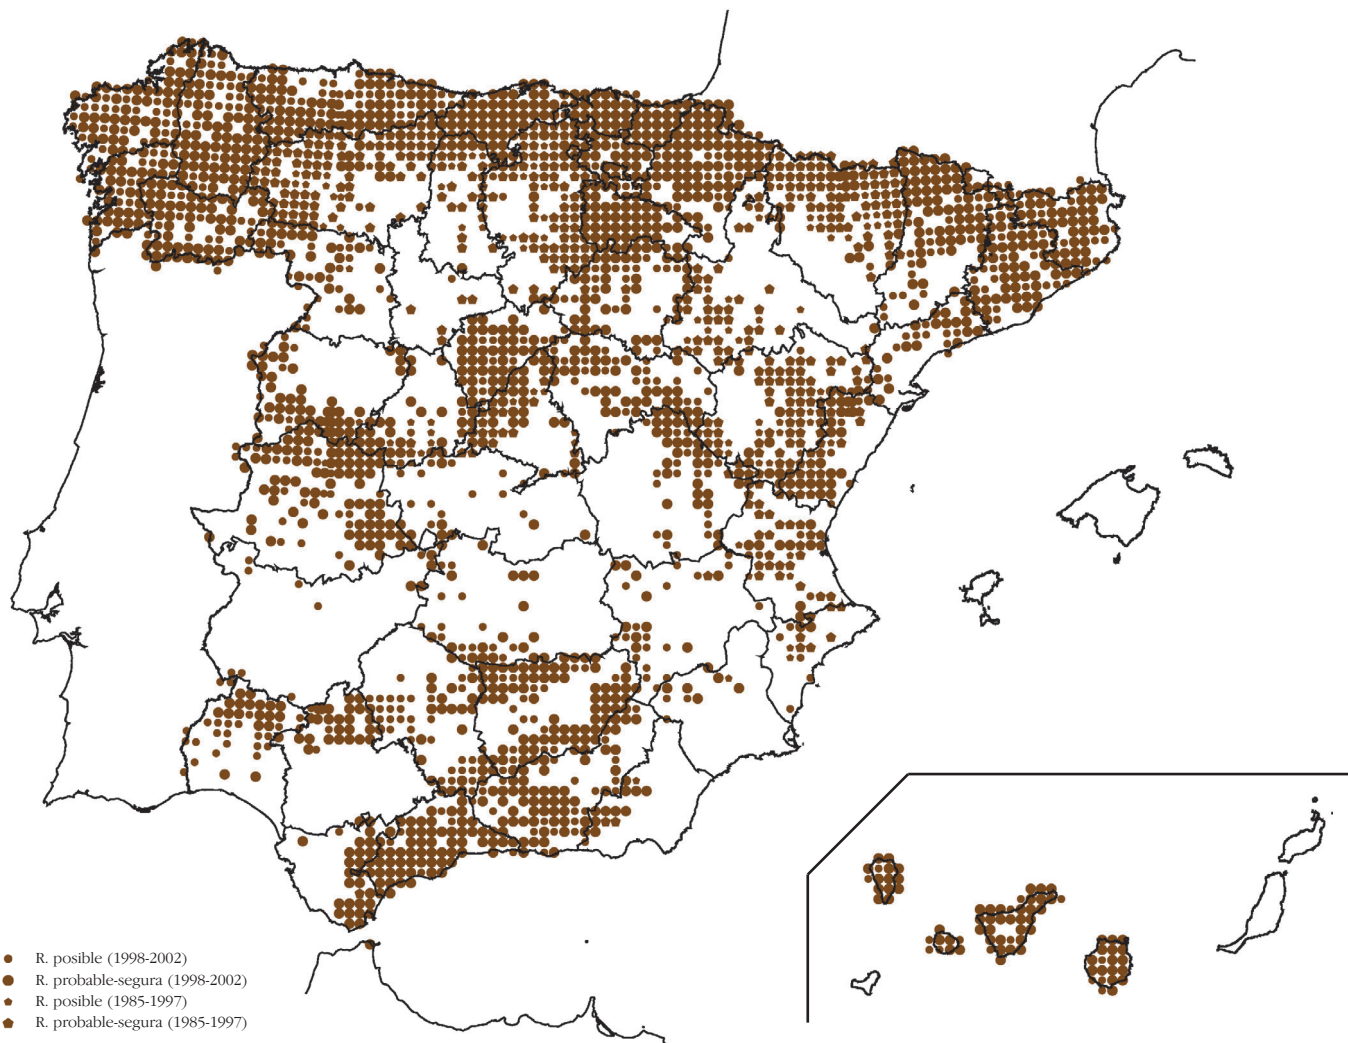 R. posible (1998-2002)
R. probable-segura (1998-2002)
R. posible (1985-1997)
R. probable-segura (1985-1997)